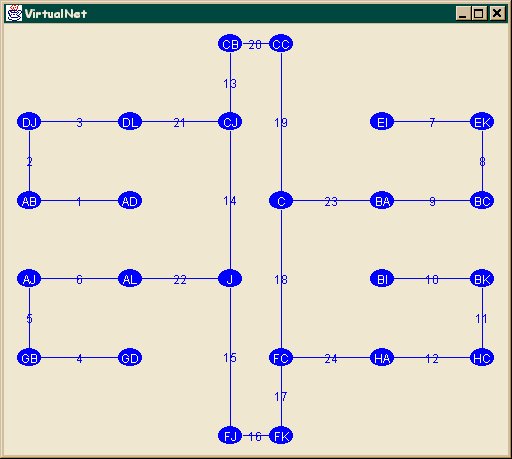 VirtualNet
CB 20 CC
13
DJ 3 DL 21 CJ 19 EI 7 EK
2 8
AB 1 AD 14 C 23 BA 9 BC
AJ 6 AL 22 J 18 BI 10 BK
5 11
GB 4 GD 15 FC 24 HA 12 HC
17
FJ 16 FK